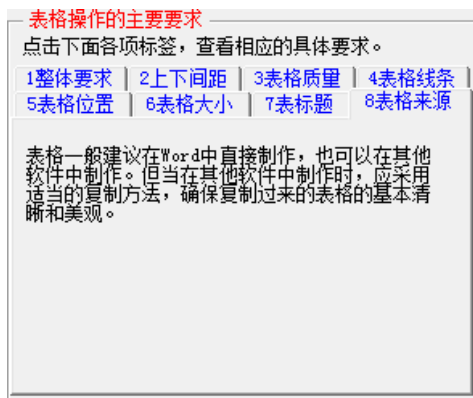 表格操作的主要要求
点击下面各项标签，查看相应的具体要求。
1整体要求 2上下间距 3表格质量 4表格线条
5表格位置 6表格大小 7表标题 8表格来源
表格一般建议在Word中直接制作，也可以在其他
软件中制作。但当在其他软件中制作时，应采用
适当的复制方法，确保复制过来的表格的基本清
晰和美观。